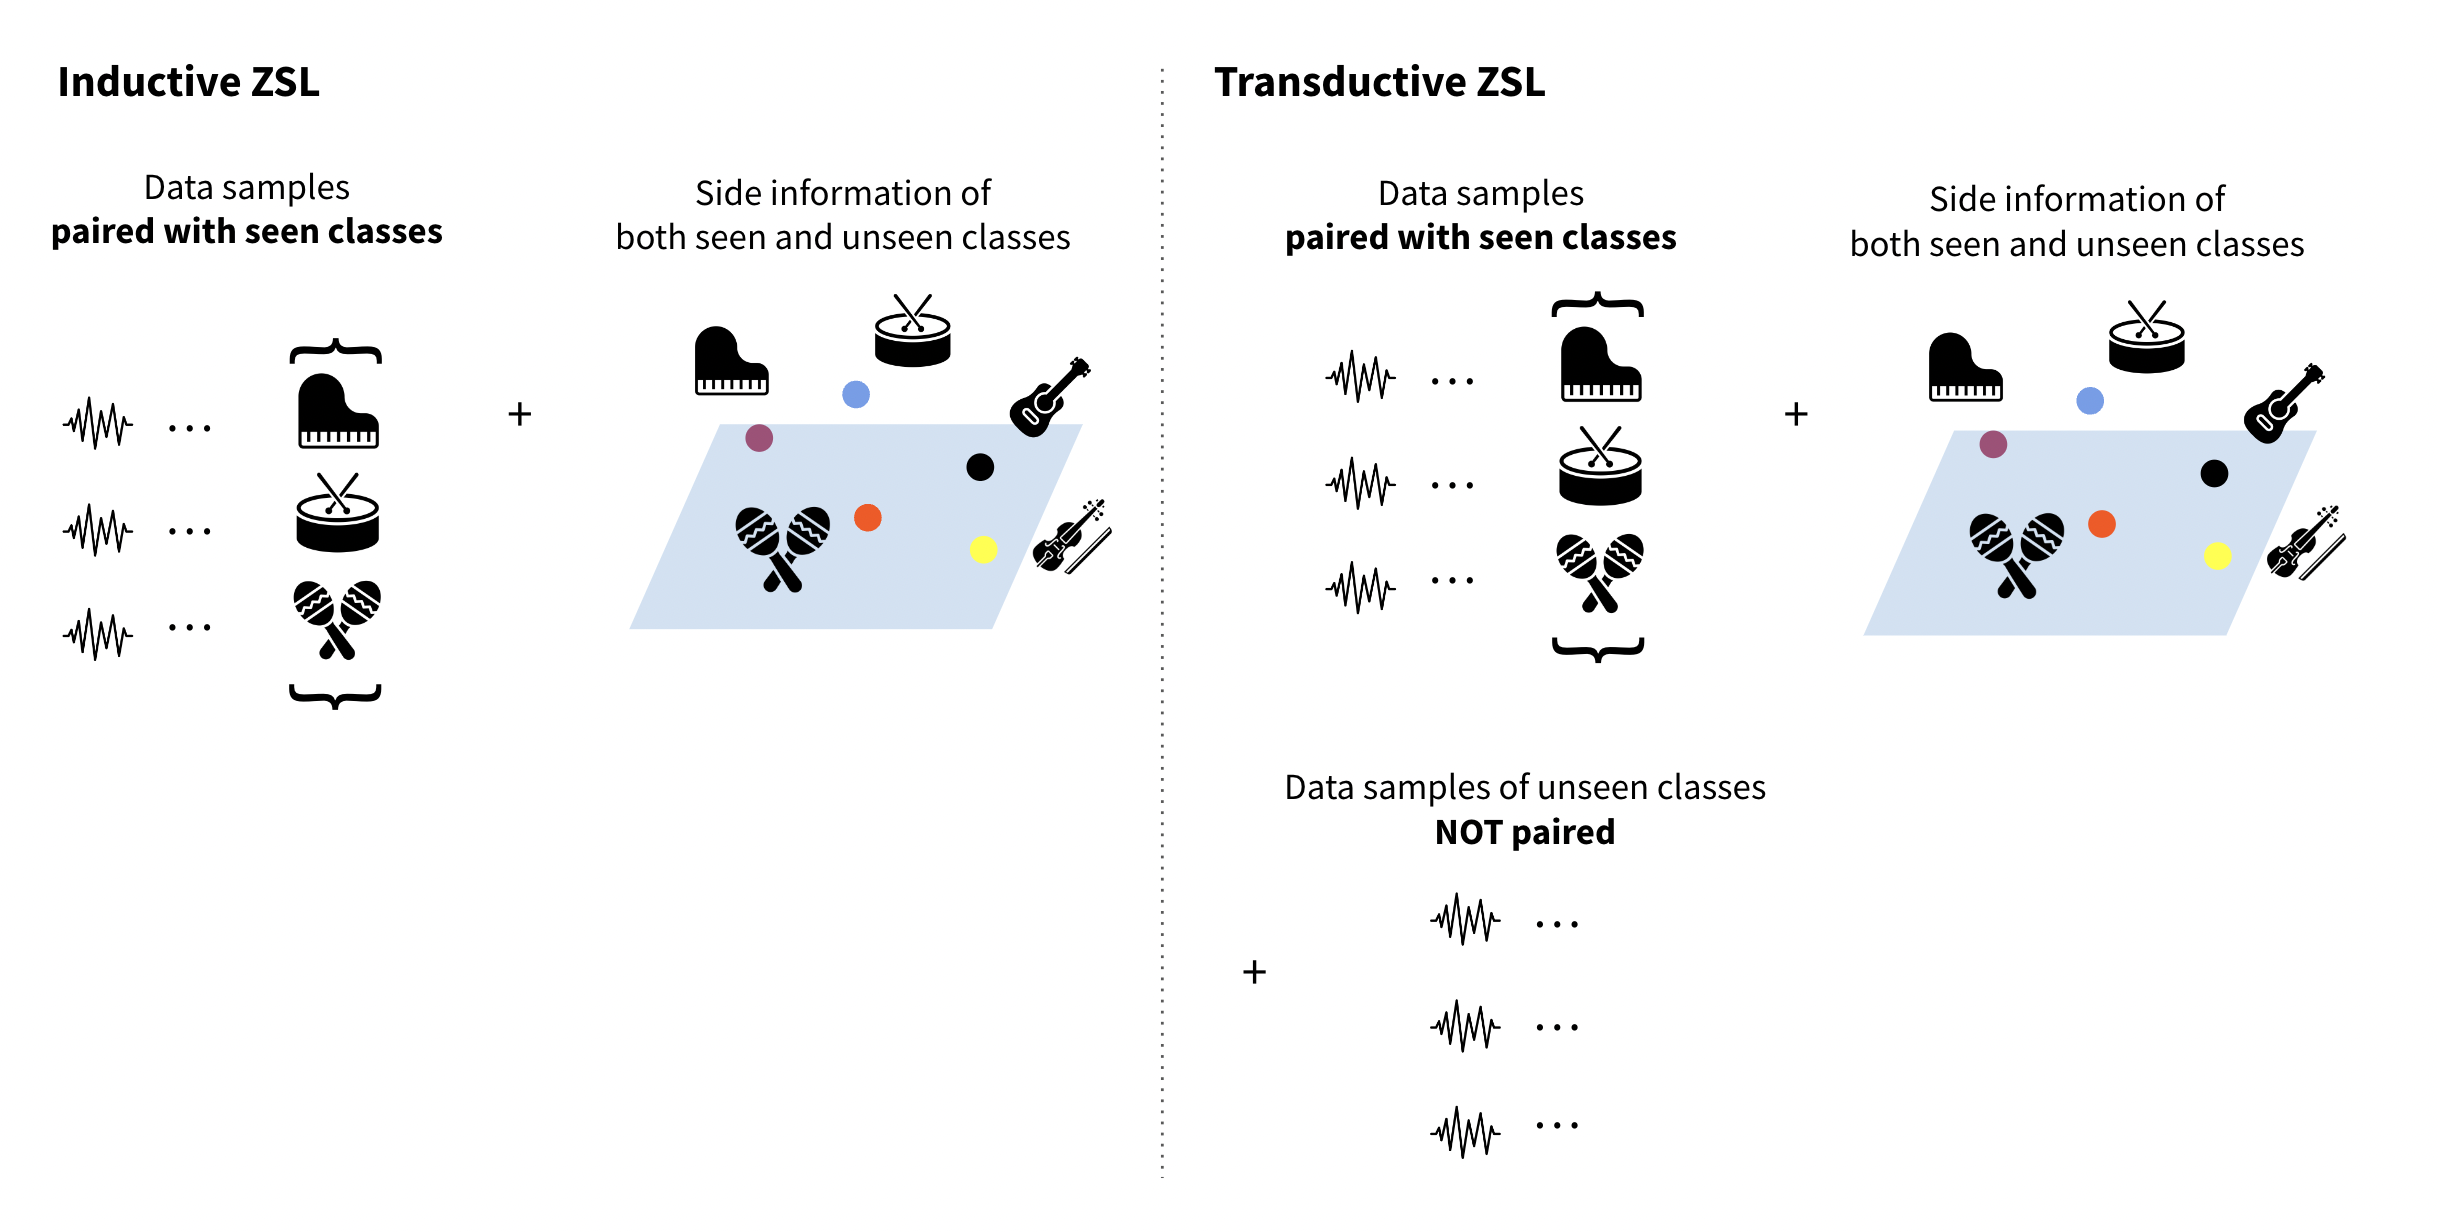 Inductive ZSL
Data samples
paired with seen classes
...
...
...
+
Side information of
both seen and unseen classes
Transductive ZSL
Data samples
paired with seen classes
...
...
...
+
Side information of
both seen and unseen classes
+
Data samples of unseen classes
NOT paired
...
...
...